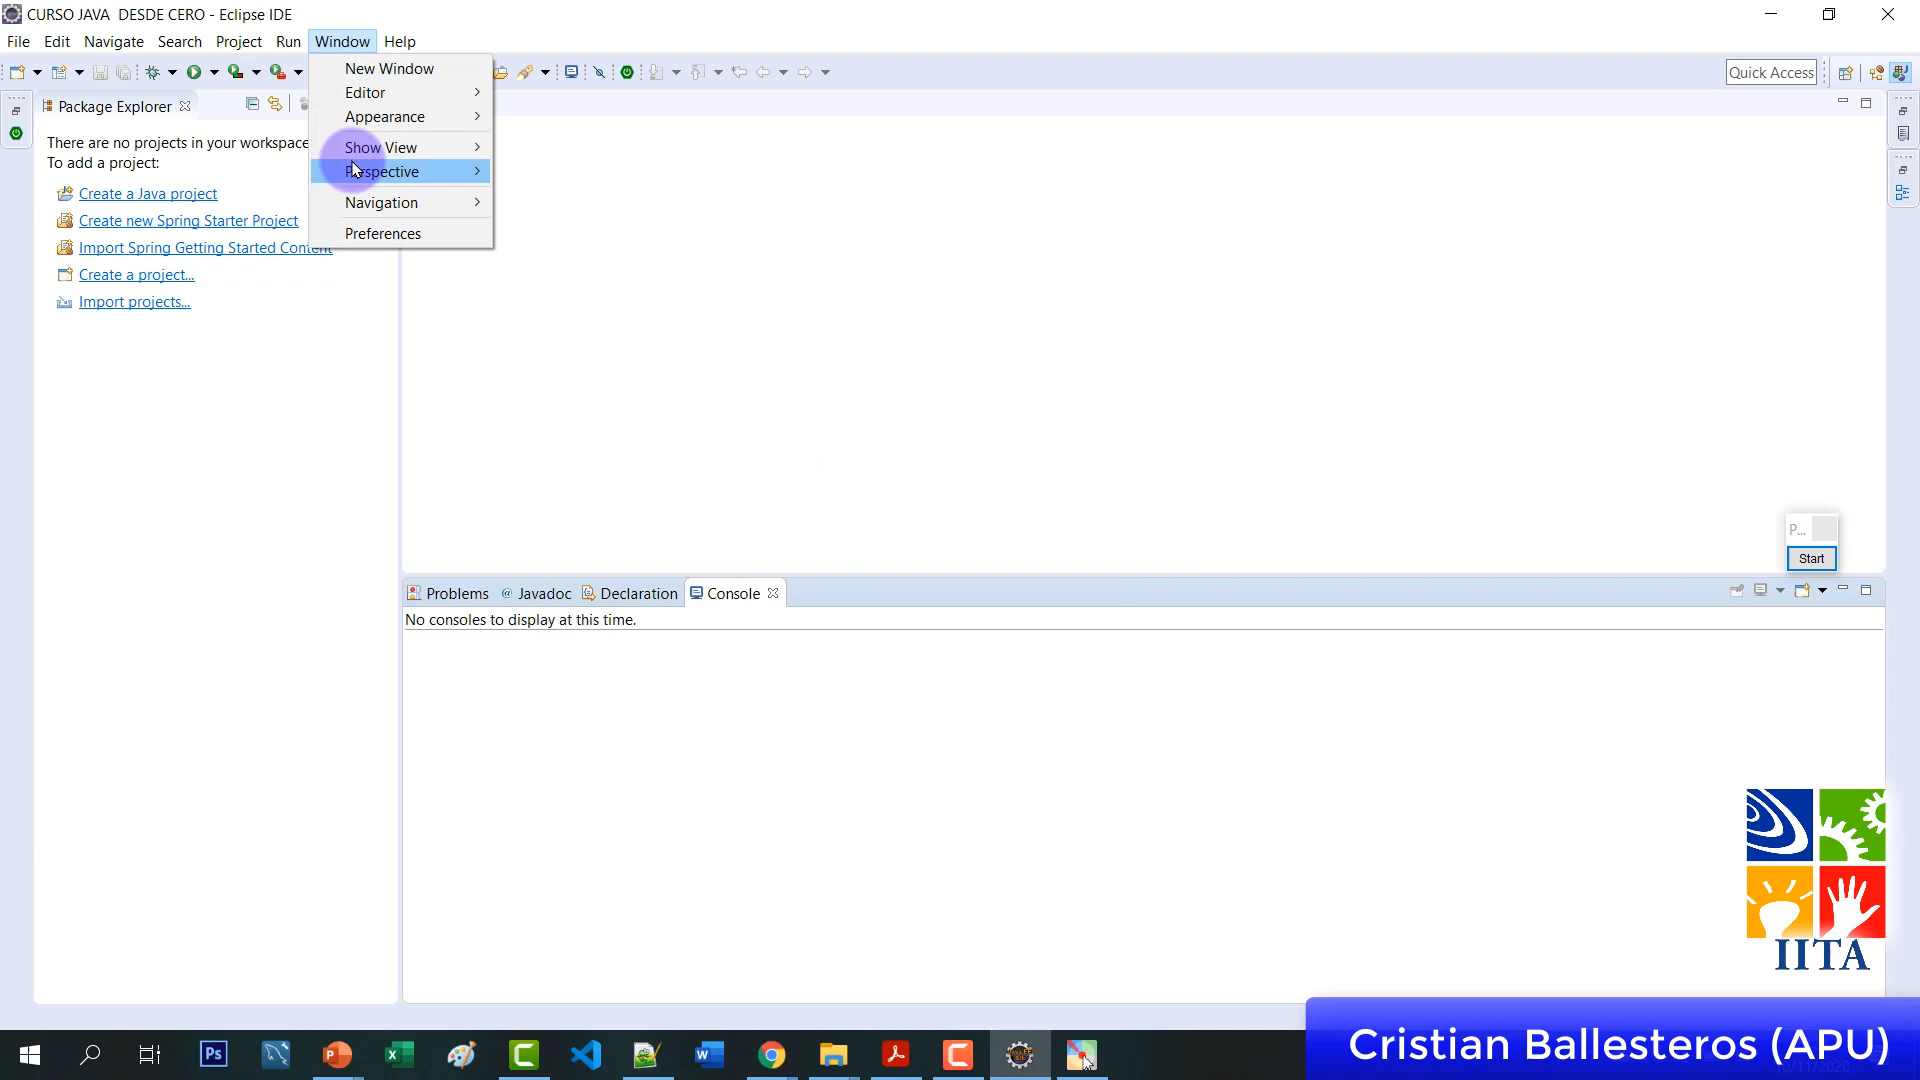 CURSO JAVA  DESDE CERO - Eclipse IDE
File Edit Navigate Search Project Run Window Help
Quick Access
New Window
Editor
Appearance
Show View
Perspective
Navigation
Preferences
Package Explorer
There are no projects in your workspace
To add a project:
Create a Java project
Create new Spring Starter Project
Import Spring Getting Started Content
Create a project...
Import projects...
P...
Start
Problems @ Javadoc Declaration Console
No consoles to display at this time.
IITA
Cristian Ballesteros (APU)
Ps